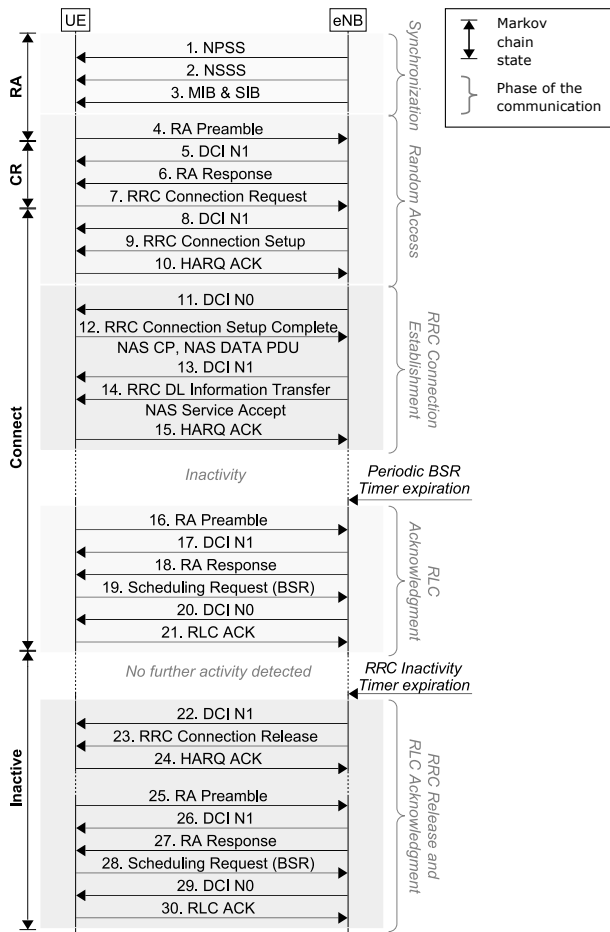 UE
eNB
Markov
chain
state
Phase of the
communication
RA
CR
Connect
Inactive
1. NPSS
2. NSSS
3. MIB & SIB
Synchronization
4. RA Preamble
5. DCI N1
6. RA Response
7. RRC Connection Request
8. DCI N1
9. RRC Connection Setup
10. HARQ ACK
Random Access
11. DCI N0
12. RRC Connection Setup Complete
NAS CP, NAS DATA PDU
13. DCI N1
14. RRC DL Information Transfer
NAS Service Accept
15. HARQ ACK
RRC Connection
Establishment
Inactivity
Periodic BSR
Timer expiration
16. RA Preamble
17. DCI N1
18. RA Response
19. Scheduling Request (BSR)
20. DCI N0
21. RLC ACK
RLC
Acknowledgment
No further activity detected
RRC Inactivity
Timer expiration
22. DCI N1
23. RRC Connection Release
24. HARQ ACK
25. RA Preamble
26. DCI N1
27. RA Response
28. Scheduling Request (BSR)
29. DCI N0
30. RLC ACK
RRC Release and
RLC Acknowledgment